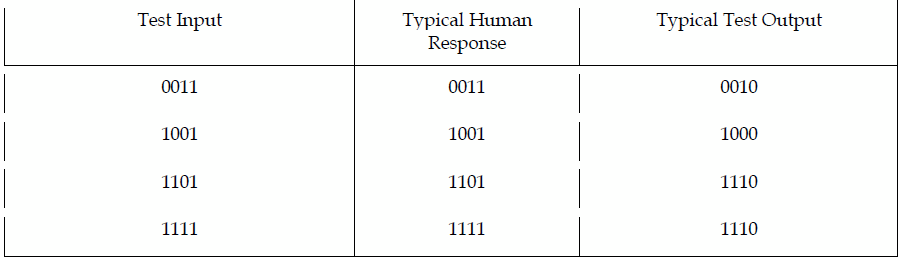 Test Input Typical Human Response Typical Test Output
0011 0011 0010
1001 1001 1000
1101 1101 1110
1111 1111 1110